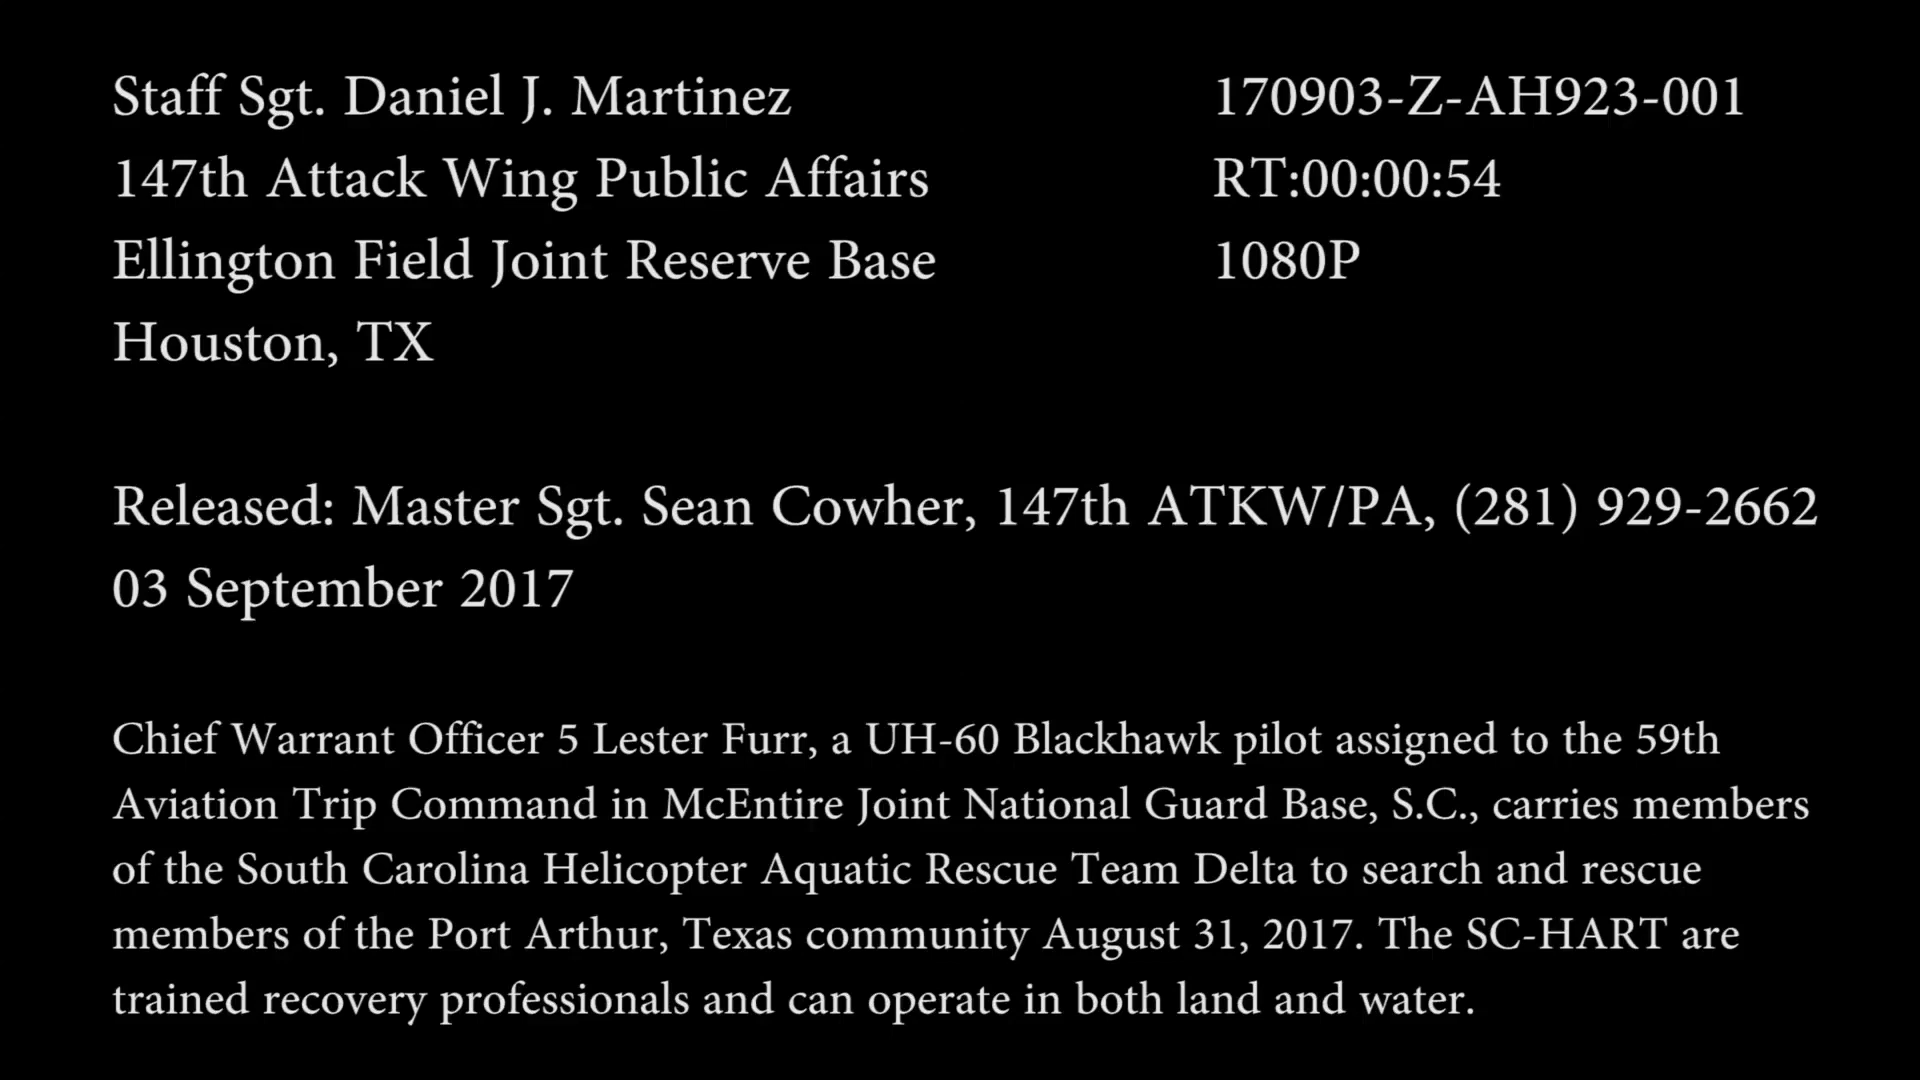 Staff Sgt. Daniel J. Martinez
147th Attack Wing Public Affairs
Ellington Field Joint Reserve Base
Houston, TX
170903-Z-AH923-001
RT:00:00:54
1080P
Released: Master Sgt. Sean Cowher, 147th ATKW/PA, (281) 929-2662
03 September 2017
Chief Warrant Officer 5 Lester Furr, a UH-60 Blackhawk pilot assigned to the 59th
Aviation Trip Command in McEntire Joint National Guard Base, S.C., carries members
of the South Carolina Helicopter Aquatic Rescue Team Delta to search and rescue
members of the Port Arthur, Texas community August 31, 2017. The SC-HART are
trained recovery professionals and can operate in both land and water.